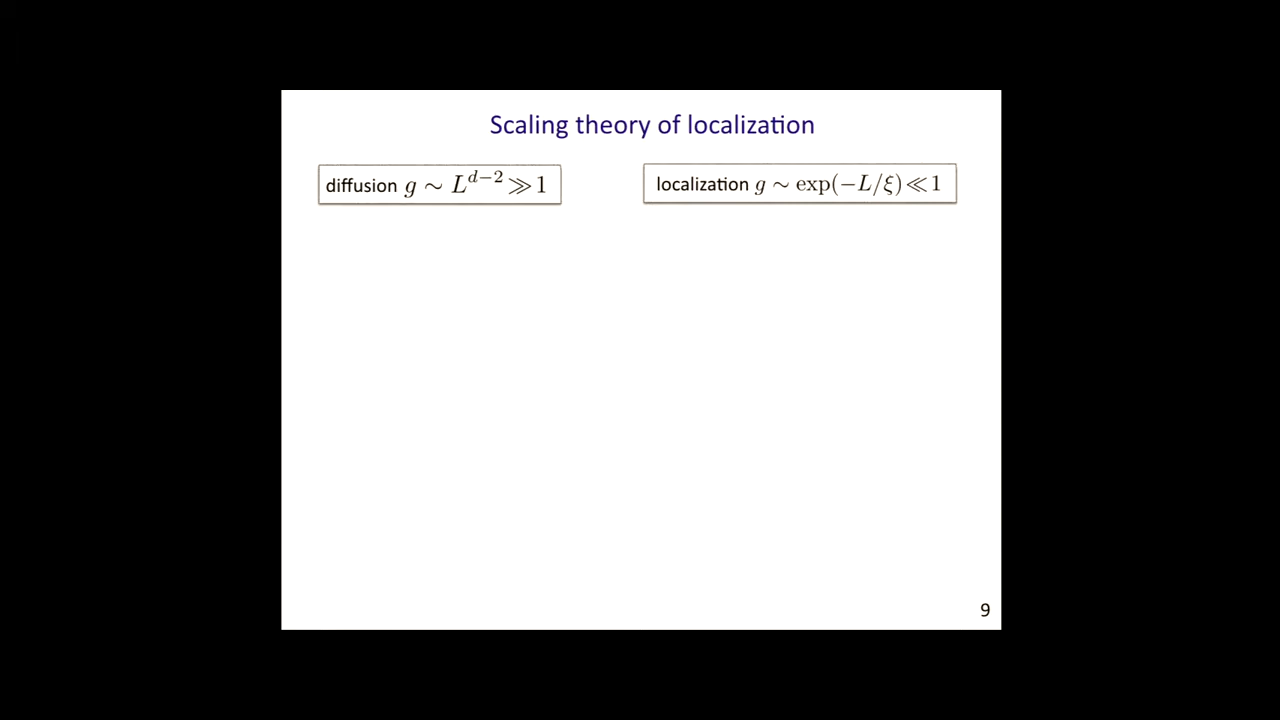 Scaling theory of localization
diffusion g ∼ L^{d−2} ≫ 1
localization g ∼ exp(−L/ξ) ≪ 1
9